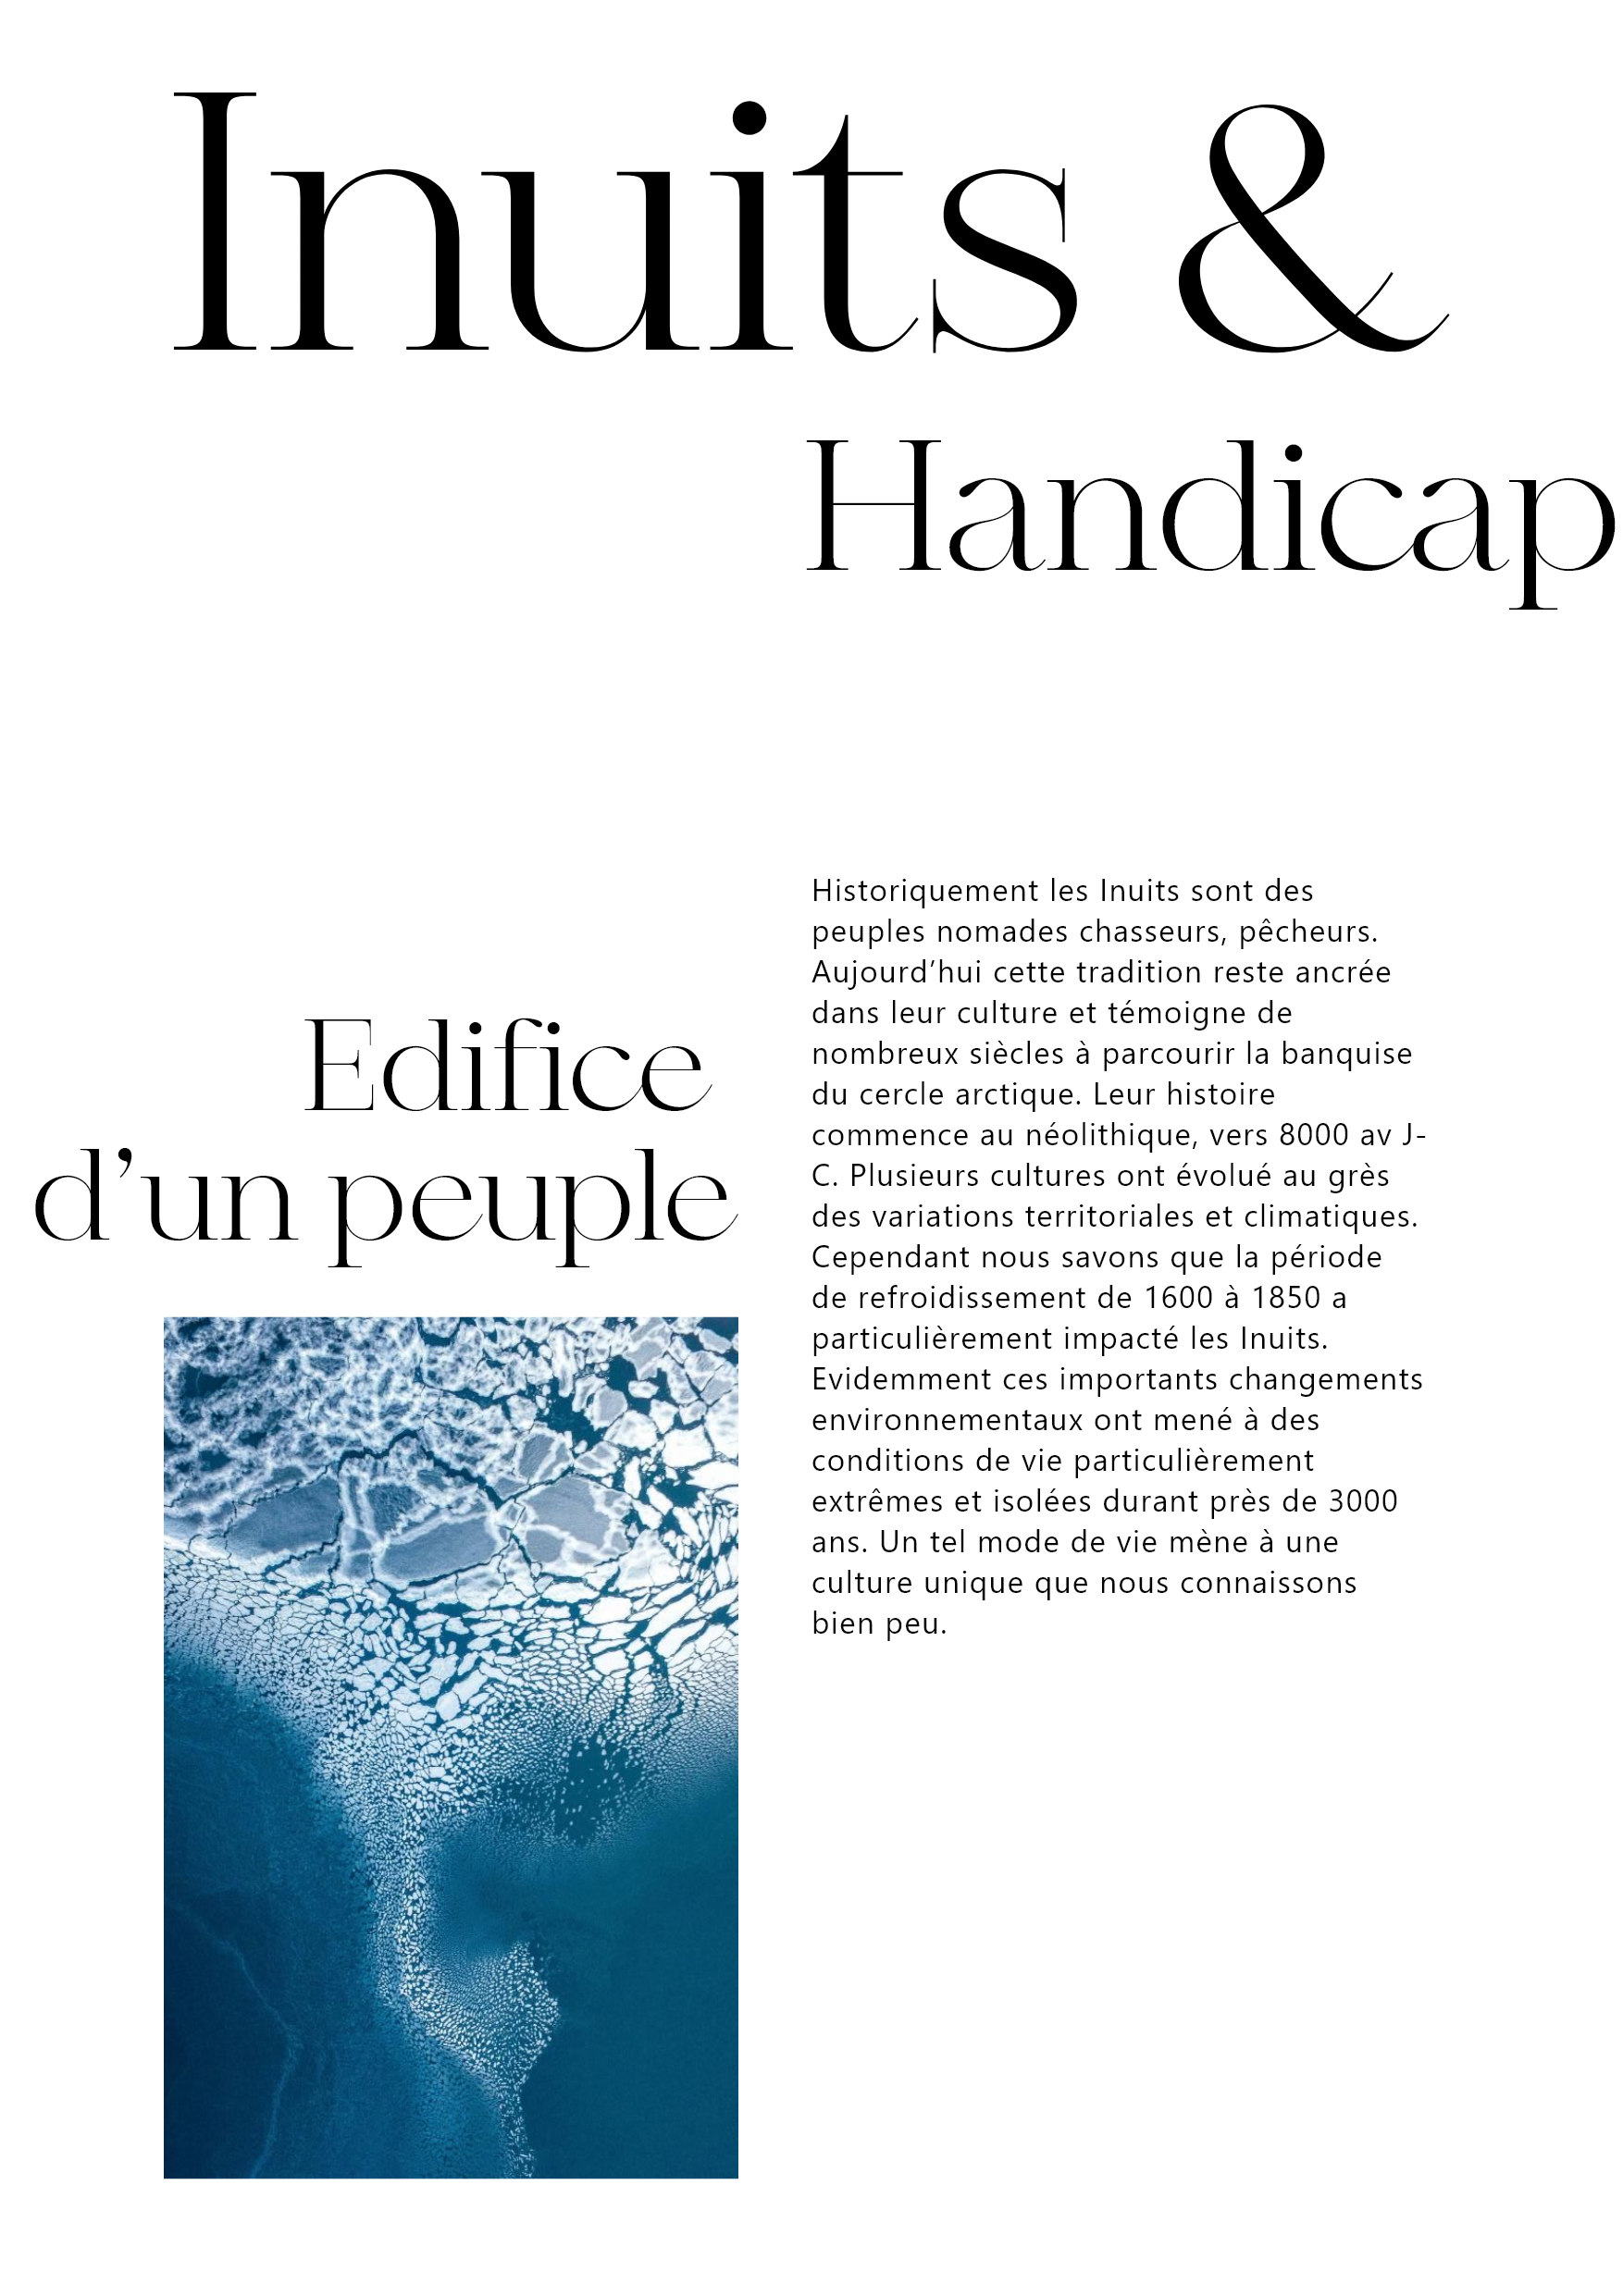 Inuits &
Handicap
Edifice
d’un peuple
Historiquement les Inuits sont des
peuples nomades chasseurs, pêcheurs.
Aujourd’hui cette tradition reste ancrée
dans leur culture et témoigne de
nombreux siècles à parcourir la banquise
du cercle arctique. Leur histoire
commence au néolithique, vers 8000 av J-
C. Plusieurs cultures ont évolué au grès
des variations territoriales et climatiques.
Cependant nous savons que la période
de refroidissement de 1600 à 1850 a
particulièrement impacté les Inuits.
Evidemment ces importants changements
environnementaux ont mené à des
conditions de vie particulièrement
extrêmes et isolées durant près de 3000
ans. Un tel mode de vie mène à une
culture unique que nous connaissons
bien peu.